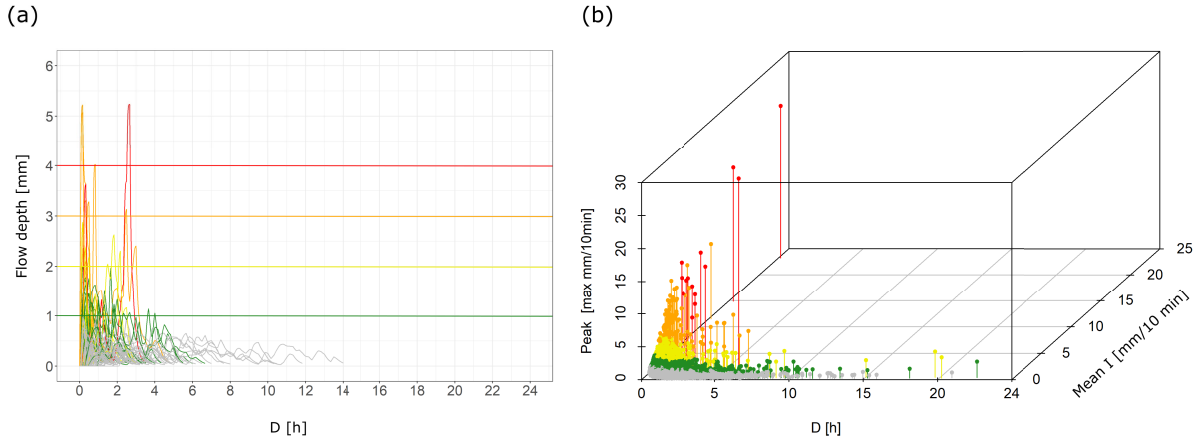 (a)
(b)
Flow depth [mm]
6
5
4
3
2
1
0
0 2 4 6 8 10 12 14 16 18 20 22 24
D [h]
Peak [max mm/10min]
30
25
20
15
10
5
0
0 5 10 15 20 24
D [h]
0
5
10
15
20
25
Mean I [mm/10 min)